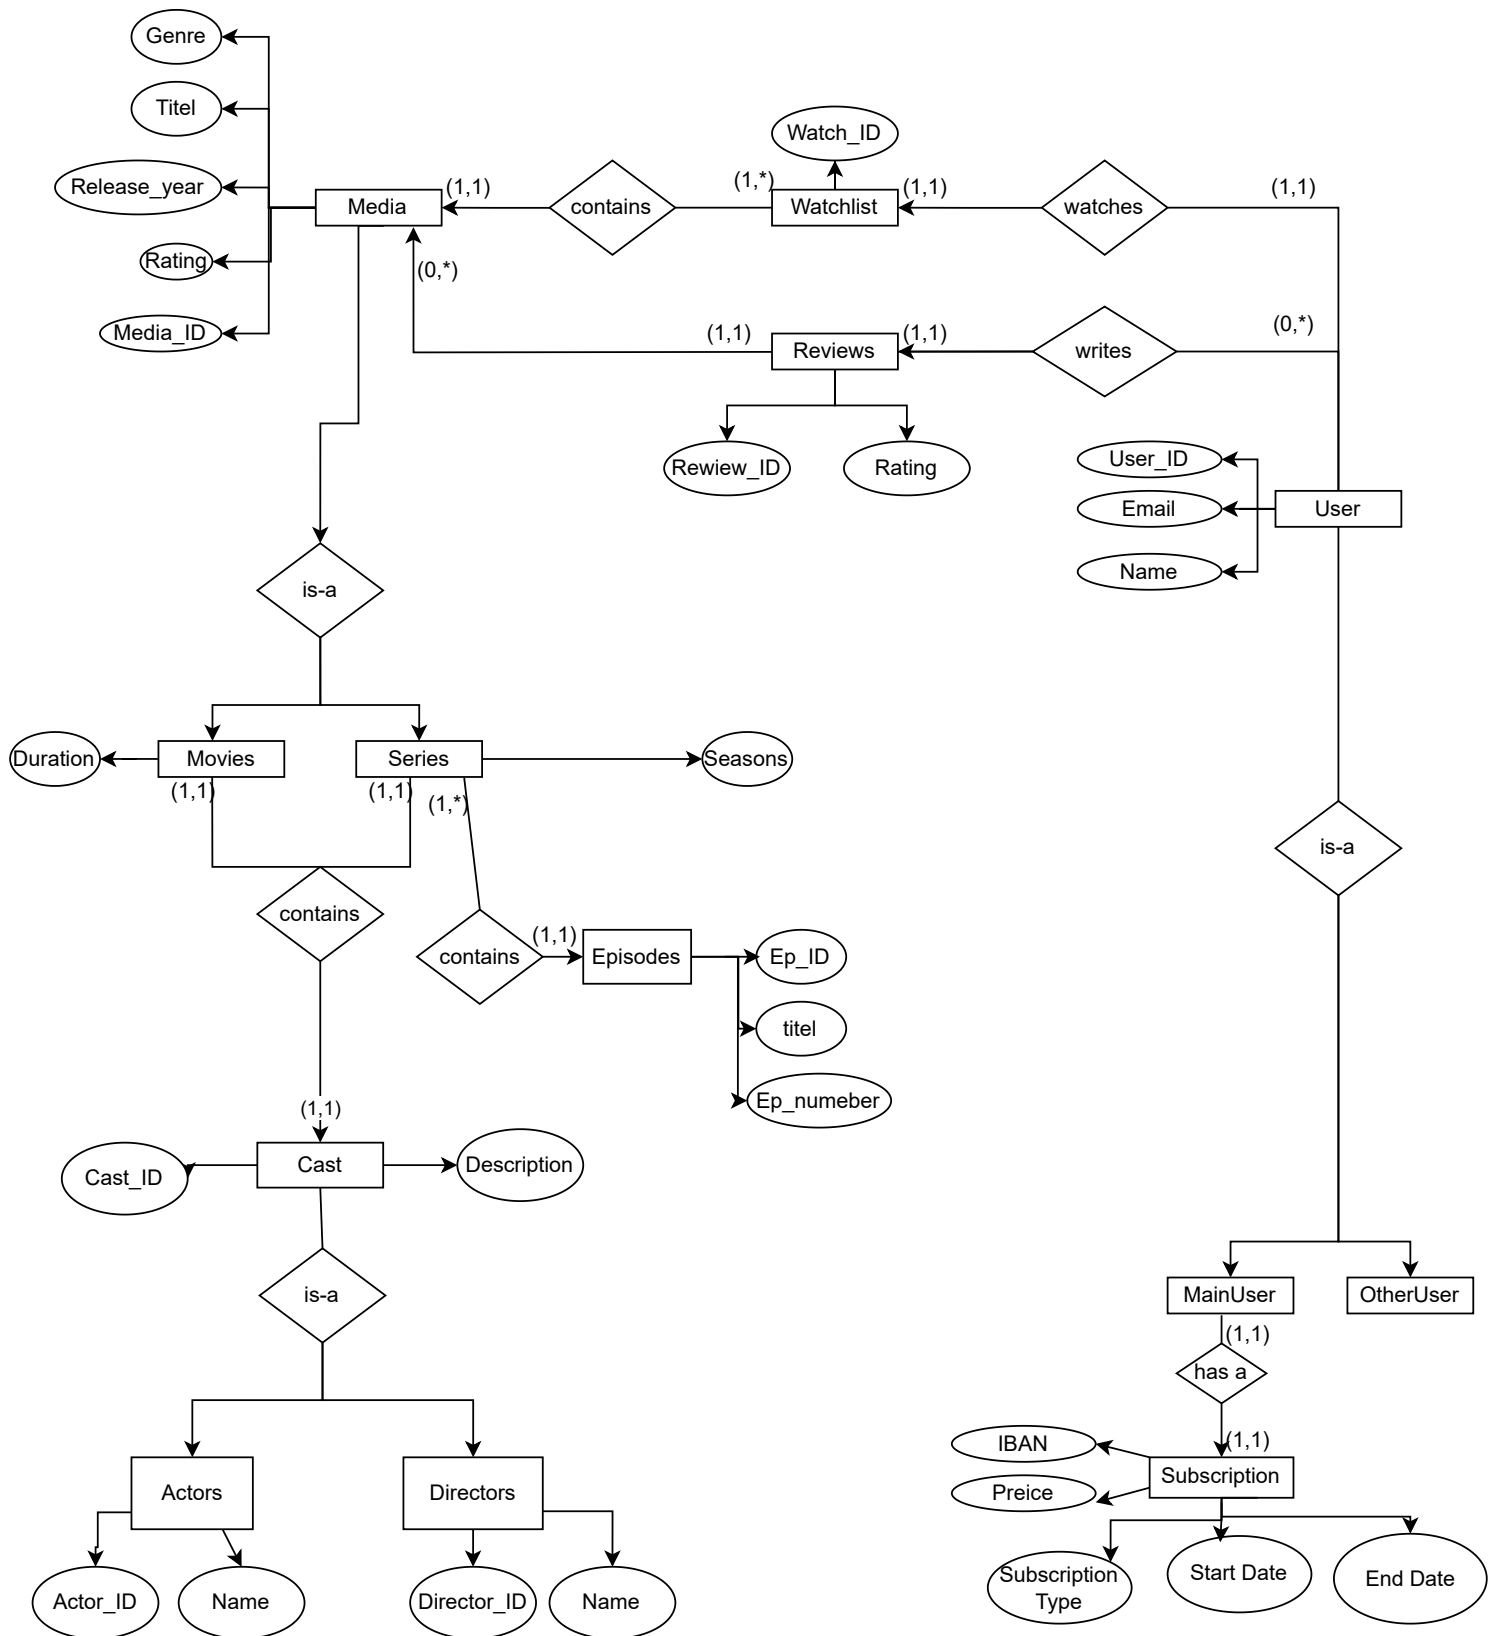 Genre
Titel
Watch_ID
Release_year
(1,1)
(1,*)
(1,1)
(1,1)
Media
contains
Watchlist
watches
Rating
(0,*)
Media_ID
(1,1)
(1,1)
(0,*)
Reviews
writes
Rewiew_ID
Rating
User_ID
Email
User
Name
is-a
Duration
Movies
Series
Seasons
(1,1)
(1,1)
(1,*)
is-a
contains
contains
(1,1)
Episodes
Ep_ID
titel
Ep_numeber
(1,1)
Cast_ID
Cast
Description
is-a
MainUser
OtherUser
(1,1)
has a
IBAN
(1,1)
Subscription
Preice
Actors
Directors
Subscription
Type
Start Date
End Date
Actor_ID
Name
Director_ID
Name